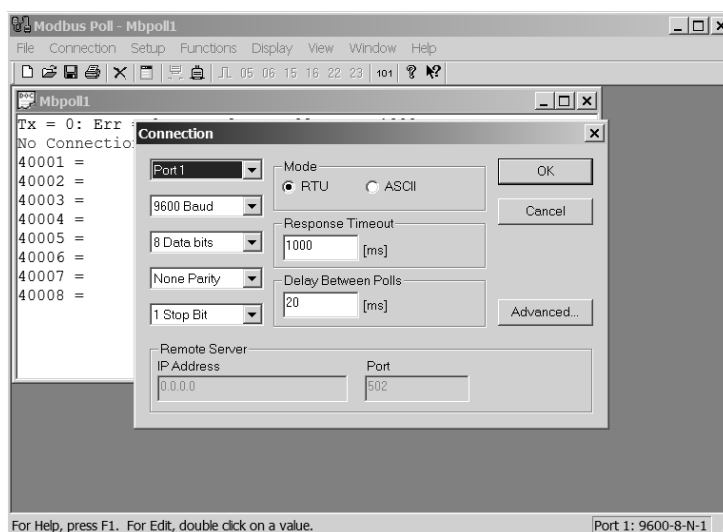 Modbus Poll - Mbpoll1
File Connection Setup Functions Display View Window Help
05 06 15 16 22 23 101
Mbpoll1
Tx = 0: Err =
No Connectio
40001 =
40002 =
40003 =
40004 =
40005 =
40006 =
40007 =
40008 =
Connection
Port 1
9600 Baud
8 Data bits
None Parity
1 Stop Bit
Mode
RTU ASCII
Response Timeout
1000 [ms]
Delay Between Polls
20 [ms]
OK
Cancel
Advanced...
Remote Server
IP Address Port
0.0.0.0 502
For Help, press F1. For Edit, double click on a value. Port 1: 9600-8-N-1